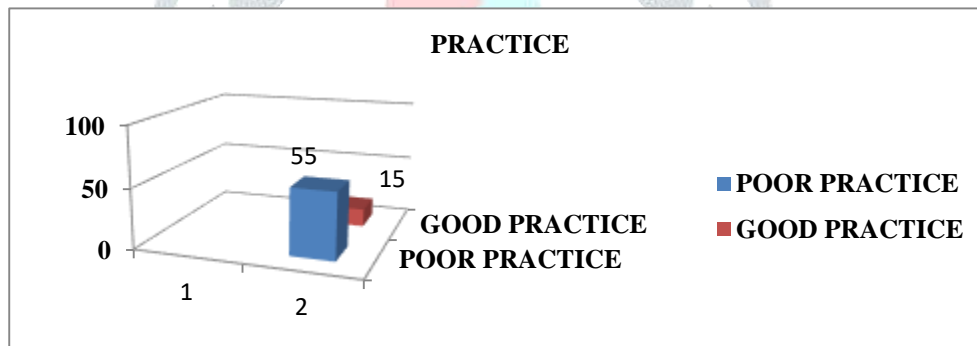 PRACTICE
100
50
0
55
15
1
2
GOOD PRACTICE
POOR PRACTICE
POOR PRACTICE
GOOD PRACTICE